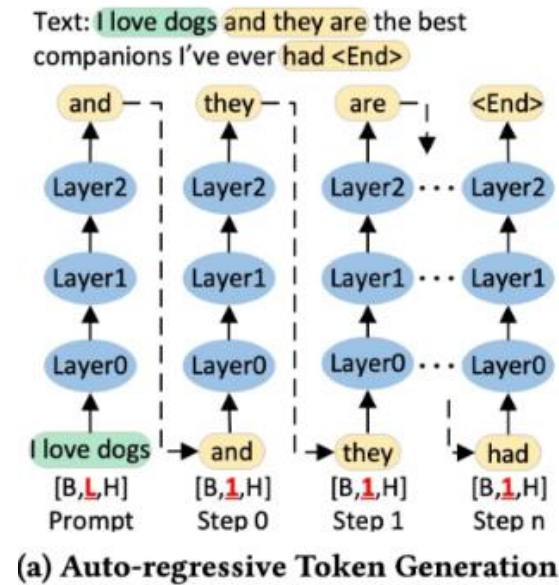 Text: I love dogs and they are the best
companions I've ever had <End>
and they are <End>
Layer2 Layer2 Layer2 ... Layer2
Layer1 Layer1 Layer1 ... Layer1
Layer0 Layer0 Layer0 ... Layer0
I love dogs and they had
[B,L,H] [B,1,H] [B,1,H] [B,1,H]
Prompt Step 0 Step 1 Step n
(a) Auto-regressive Token Generation